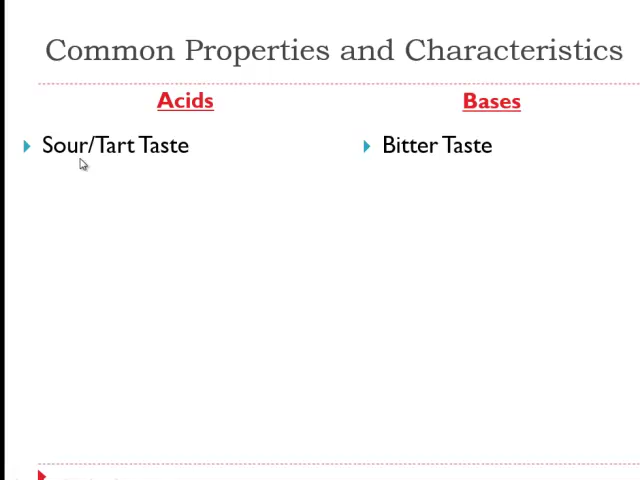 Common Properties and Characteristics
Acids
Bases
Sour/Tart Taste
Bitter Taste